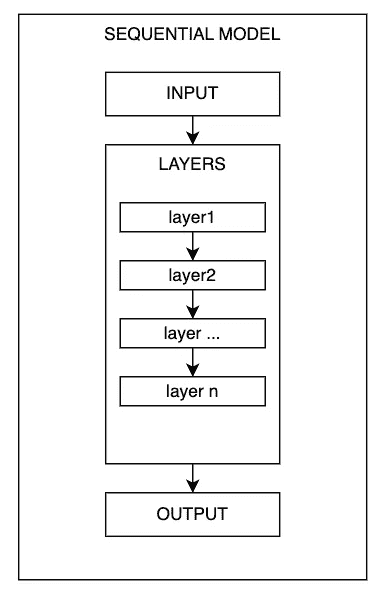 SEQUENTIAL MODEL
INPUT
LAYERS
layer1
layer2
layer ...
layer n
OUTPUT